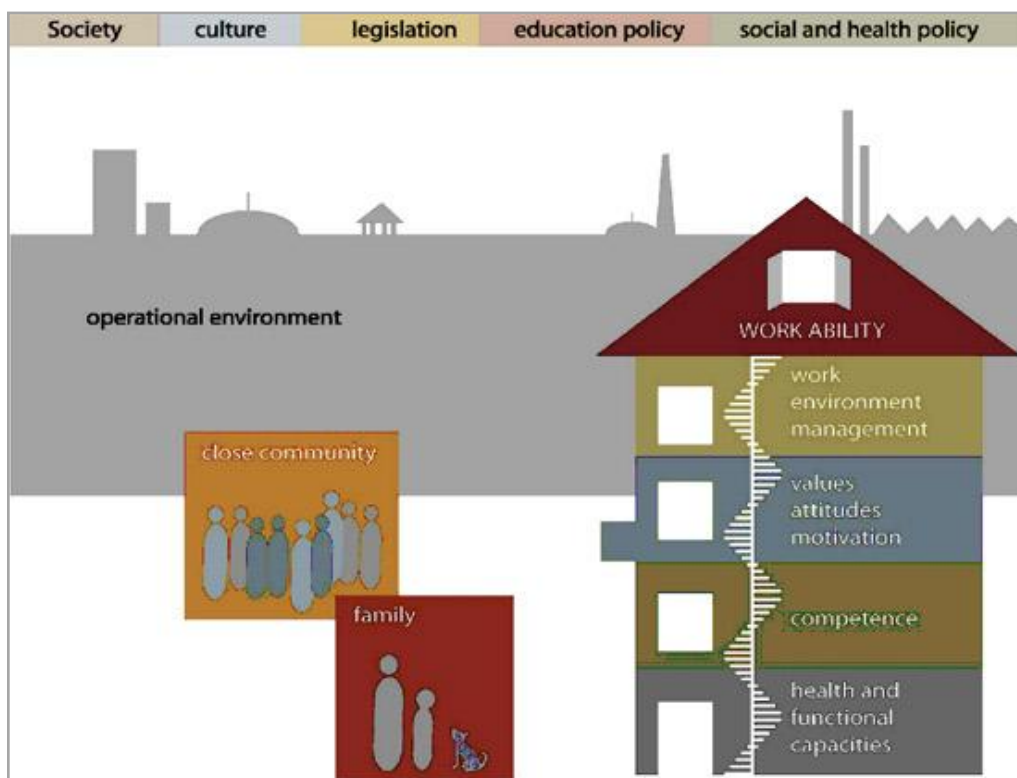 Society culture legislation education policy social and health policy
operational environment
WORK ABILITY
work
environment
management
close community
values
attitudes
motivation
family
competence
health and
functional
capacities